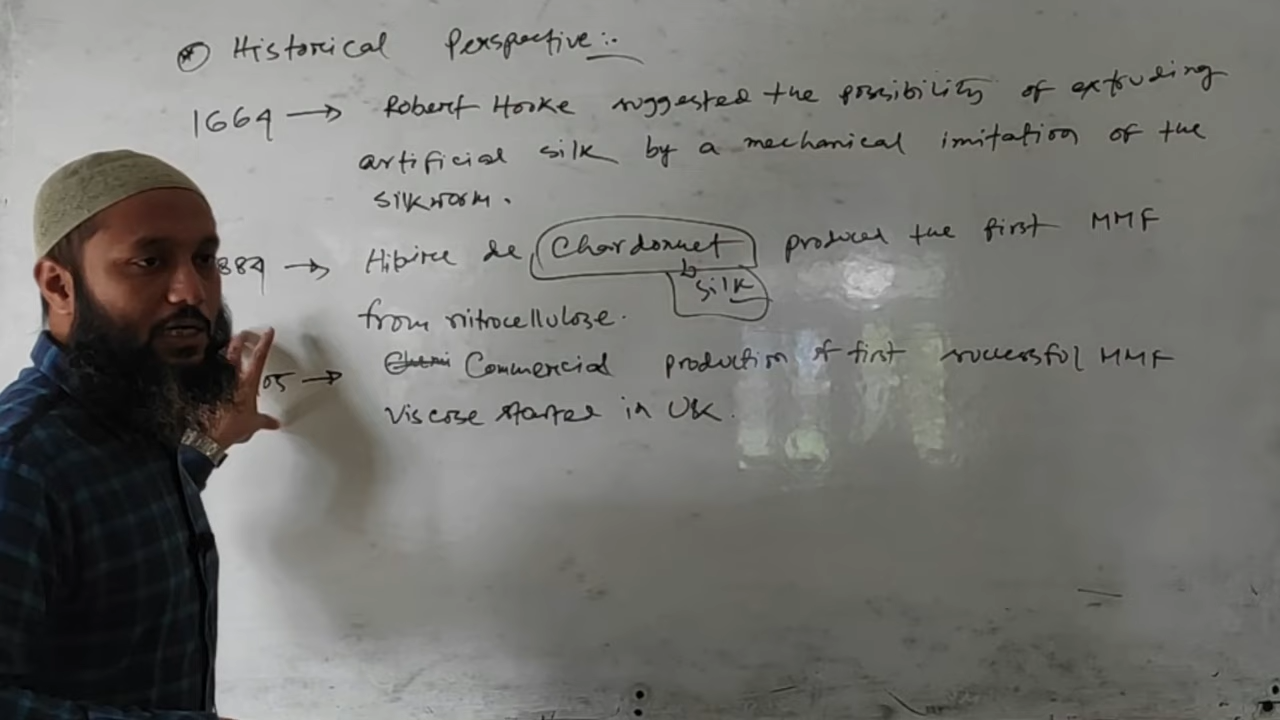 * Historical Perspective :-
1664 → Robert Hooke suggested the possibility of extruding
artificial silk by a mechanical imitation of the
silkworm.
884 → Hilaire de Chardonnet produced the first MMF
silk
from nitrocellulose.
05 → Commercial production of first successful MMF
Viscose started in UK.